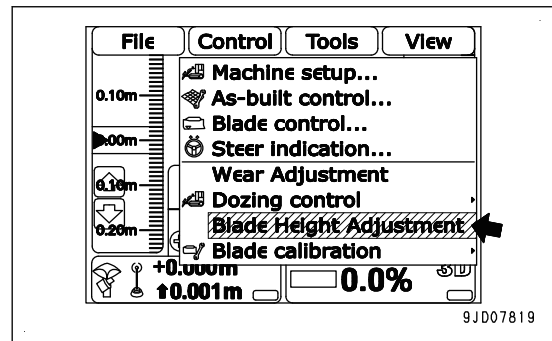 File Control Tools View
Machine setup...
0.10m As-built control...
Blade control...
0.00m Steer indication...
Wear Adjustment
0.10m Dozing control
Blade Height Adjustment
0.20m Blade calibration
+0.000m
0.001m 0.0% 3D
9JD07819